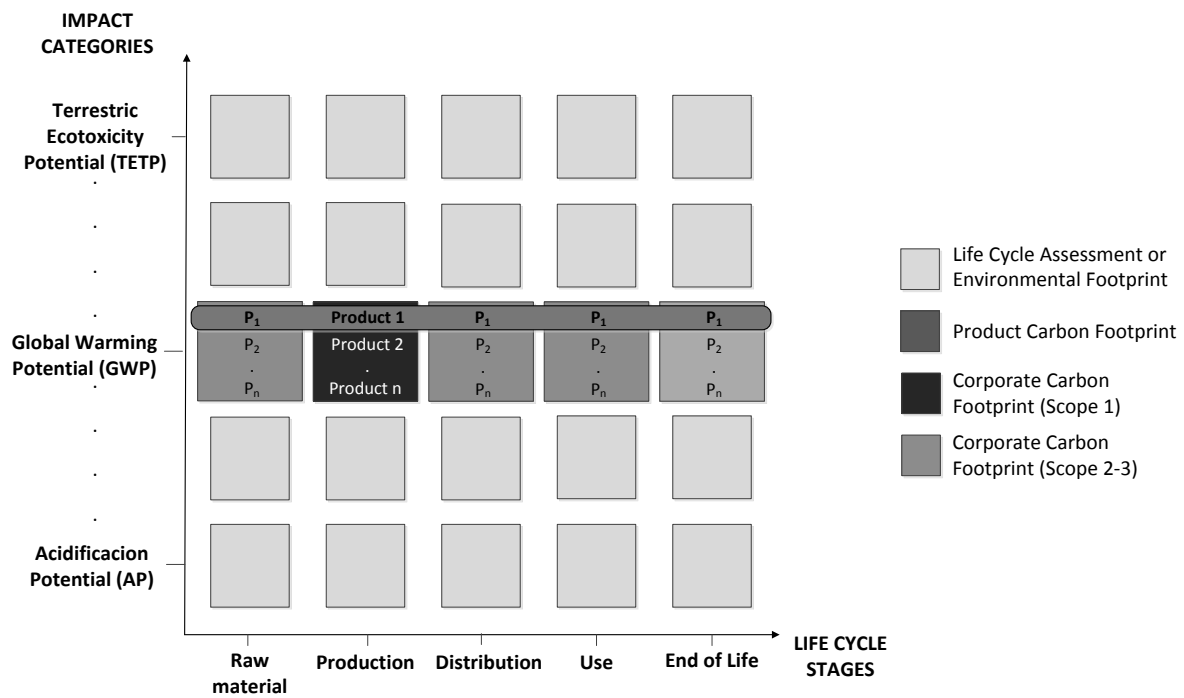 IMPACT
CATEGORIES
Terrestric
Ecotoxicity
Potential (TETP)
.
.
.
.
Global Warming
Potential (GWP)
.
.
.
.
Acidificacion
Potential (AP)
P1 Product 1 P1 P1 P1
P2 Product 2 P2 P2 P2
. . . . .
Pn Product n Pn Pn Pn
Raw
material
Production
Distribution
Use
End of Life
LIFE CYCLE
STAGES
Life Cycle Assessment or
Environmental Footprint
Product Carbon Footprint
Corporate Carbon
Footprint (Scope 1)
Corporate Carbon
Footprint (Scope 2-3)